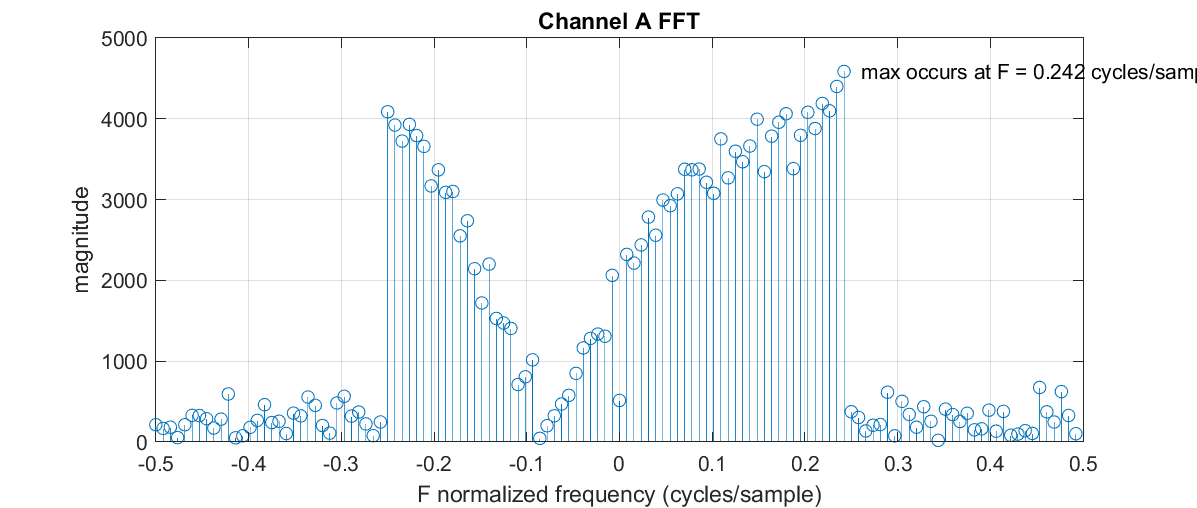 Channel A FFT
5000
max occurs at F = 0.242 cycles/samp
4000
3000
magnitude
2000
1000
0
-0.5 -0.4 -0.3 -0.2 -0.1 0 0.1 0.2 0.3 0.4 0.5
F normalized frequency (cycles/sample)